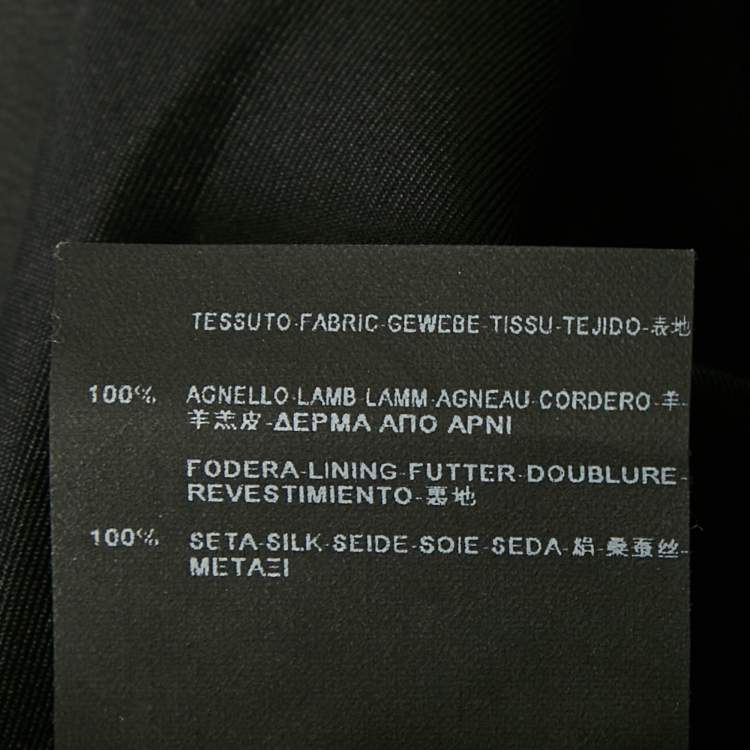 TESSUTO-FABRIC-GEWEBE-TISSU-TEJIDO-表地
100% AGNELLO-LAMB-LAMM-AGNEAU-CORDERO-羊-
羊羔皮-ΔΕΡΜΑ ΑΠΟ ΑΡΝΙ
FODERA-LINING-FUTTER-DOUBLURE-
REVESTIMIENTO-裏地
100% SETA-SILK-SEIDE-SOIE-SEDA-絹-桑蚕丝-
ΜΕΤΑΞΙ